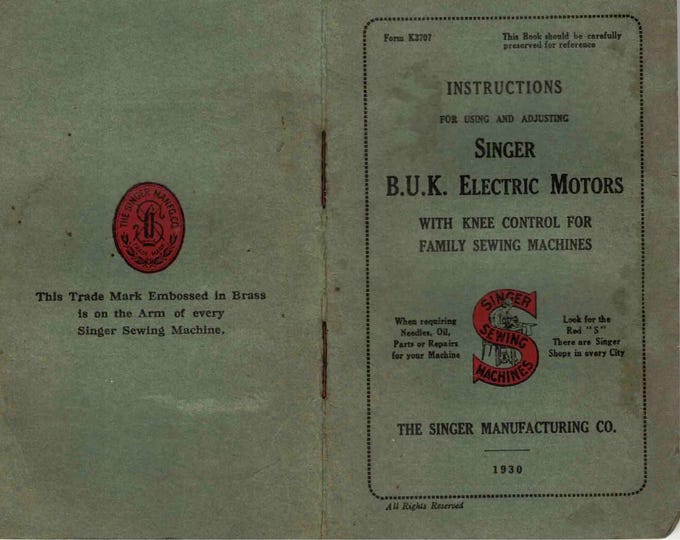 THE SINGER MANFG. CO.
TRADE MARK
This Trade Mark Embossed in Brass
is on the Arm of every
Singer Sewing Machine.
Form K3707
This Book should be carefully
preserved for reference
INSTRUCTIONS
FOR USING AND ADJUSTING
SINGER
B.U.K. ELECTRIC MOTORS
WITH KNEE CONTROL FOR
FAMILY SEWING MACHINES
When requiring
Needles, Oil,
Parts or Repairs
for your Machine
SINGER
SEWING
MACHINES
Look for the
Red "S"
There are Singer
Shops in every City
THE SINGER MANUFACTURING CO.
1930
All Rights Reserved